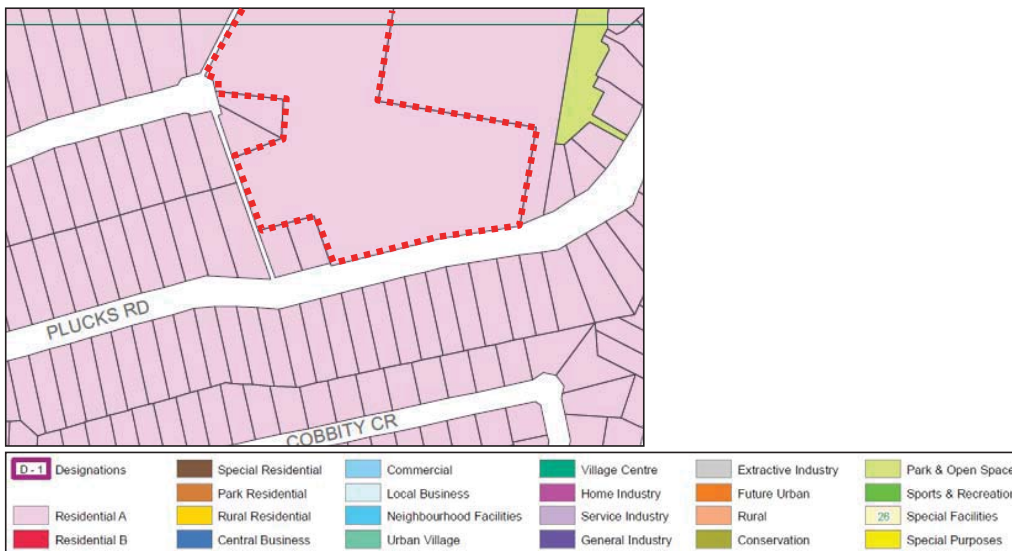 PLUCKS RD
COBBITY CR
D - 1 Designations Special Residential Commercial Village Centre Extractive Industry Park & Open Space
Park Residential Local Business Home Industry Future Urban Sports & Recreation
Residential A Rural Residential Neighbourhood Facilities Service Industry Rural 26 Special Facilities
Residential B Central Business Urban Village General Industry Conservation Special Purposes